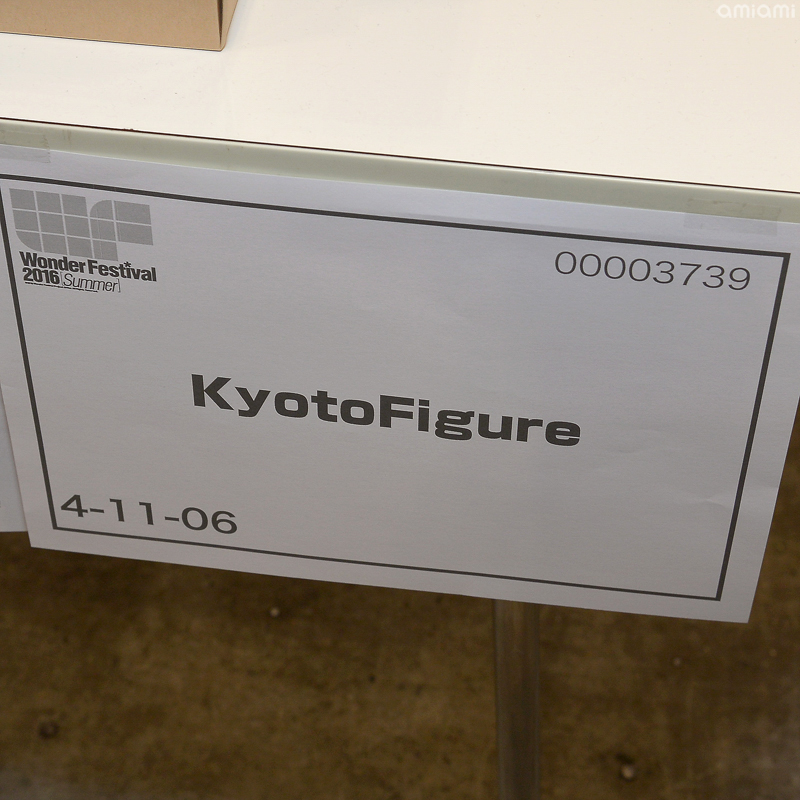 amiami
Wonder Festival
2016[Summer]
00003739
KyotoFigure
4-11-06